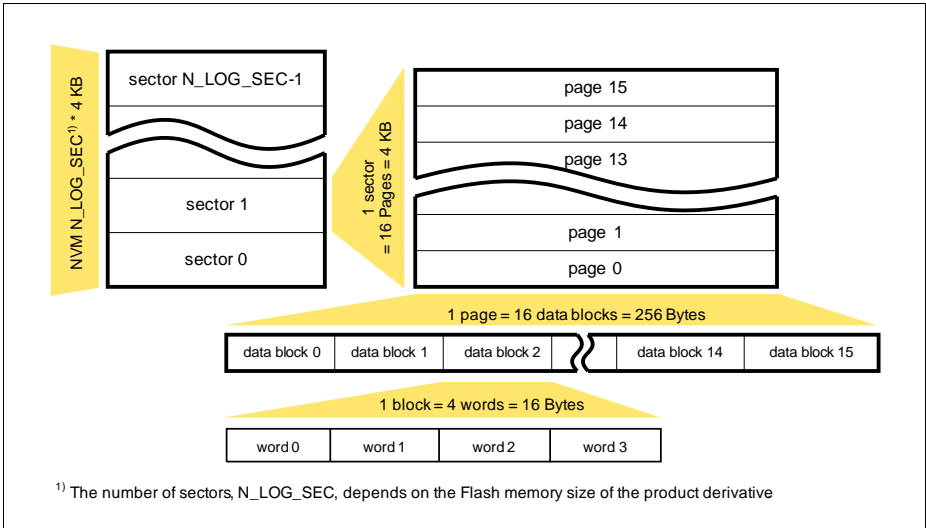 NVM N_LOG_SEC1) * 4 KB
sector N_LOG_SEC-1
sector 1
sector 0
1 sector
= 16 Pages = 4 KB
page 15
page 14
page 13
page 1
page 0
1 page = 16 data blocks = 256 Bytes
data block 0 data block 1 data block 2 data block 14 data block 15
1 block = 4 words = 16 Bytes
word 0 word 1 word 2 word 3
1) The number of sectors, N_LOG_SEC, depends on the Flash memory size of the product derivative